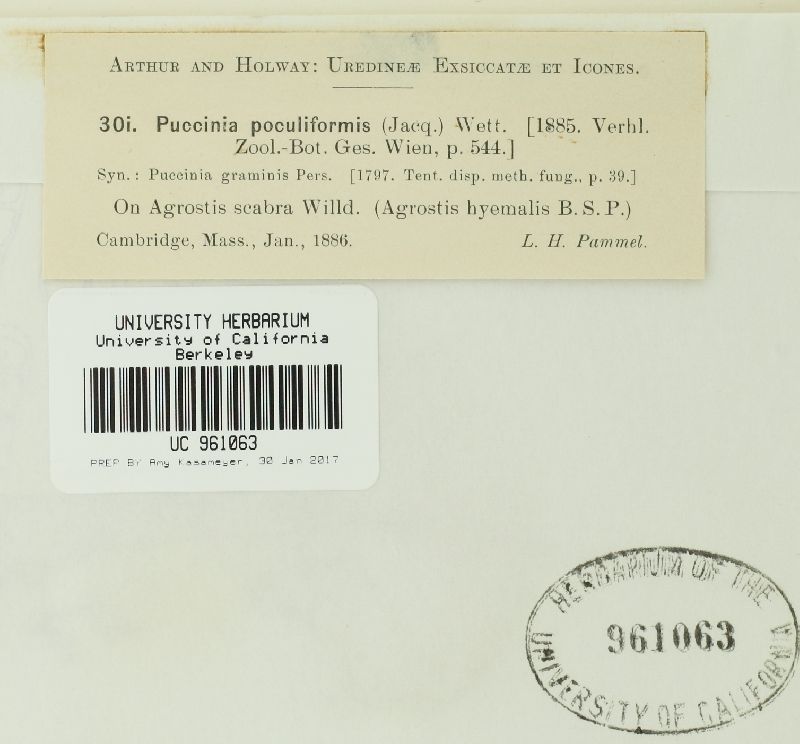 Arthur and Holway: Uredineæ Exsiccatæ et Icones.
30i. Puccinia poculiformis (Jacq.) Wett. [1885. Verhl.
Zool.-Bot. Ges. Wien, p. 544.]
Syn.: Puccinia graminis Pers. [1797. Tent. disp. meth. fung., p. 39.]
On Agrostis scabra Willd. (Agrostis hyemalis B. S. P.)
Cambridge, Mass., Jan., 1886. L. H. Pammel.
UNIVERSITY HERBARIUM
University of California
Berkeley
UC 961063
PREP BY Amy Kasameyer, 30 Jan 2017
HERBARIUM OF THE
961063
UNIVERSITY OF CALIFORNIA